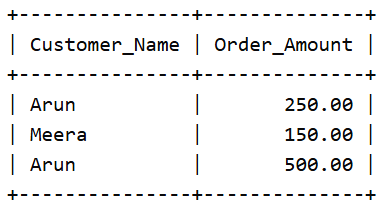 +---------------+--------------+
| Customer_Name | Order_Amount |
+---------------+--------------+
| Arun          |       250.00 |
| Meera         |       150.00 |
| Arun          |       500.00 |
+---------------+--------------+